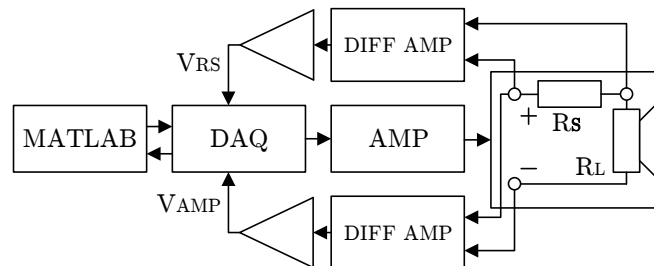 DIFF AMP
VRS
+
RS
MATLAB
DAQ
AMP
−
RL
VAMP
DIFF AMP